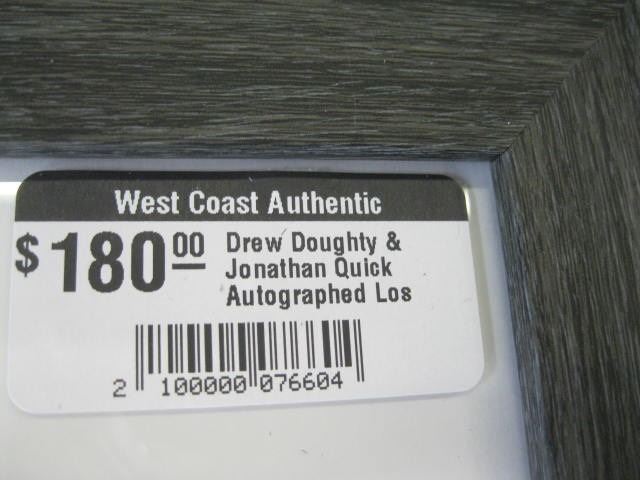 West Coast Authentic
$180.00 Drew Doughty &
Jonathan Quick
Autographed Los
2 100000 076604